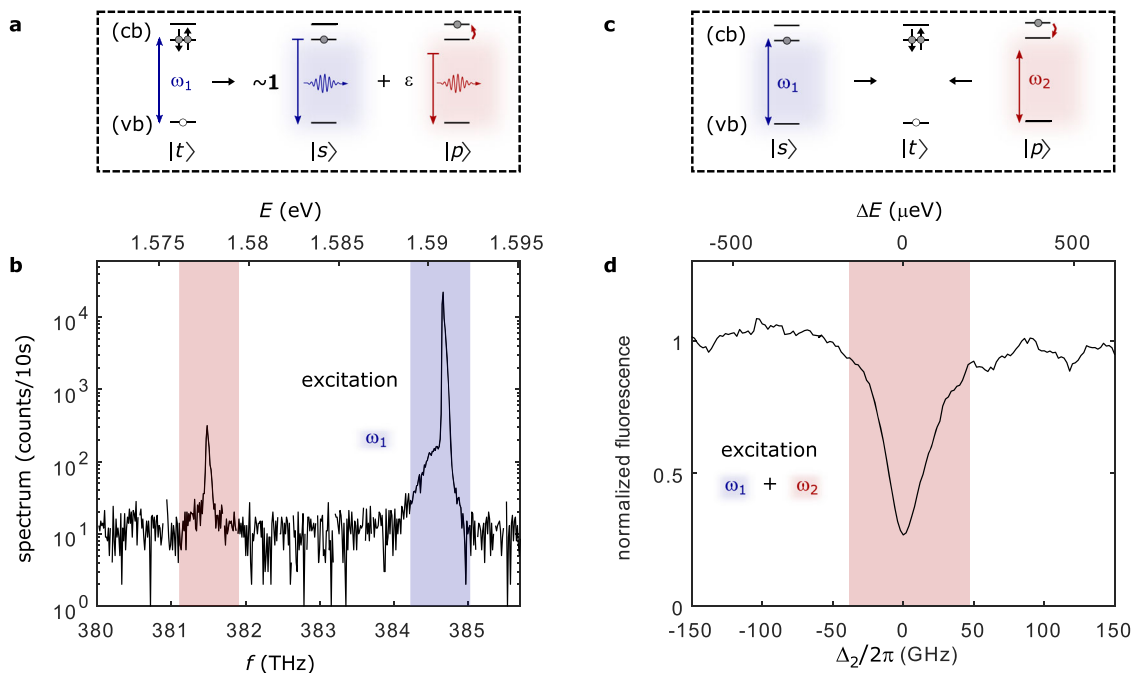 a
(cb)
ω1
~1
+ ε
(vb)
|t⟩ |s⟩ |p⟩
c
(cb)
ω1
ω2
(vb)
|s⟩ |t⟩ |p⟩
b
E (eV)
1.575 1.58 1.585 1.59 1.595
spectrum (counts/10s)
10^4
10^3
10^2
10^1
10^0
excitation
ω1
380 381 382 383 384 385
f (THz)
d
ΔE (μeV)
-500 0 500
normalized fluorescence
1
0.5
0
excitation
ω1 + ω2
-150 -100 -50 0 50 100 150
Δ2/2π (GHz)